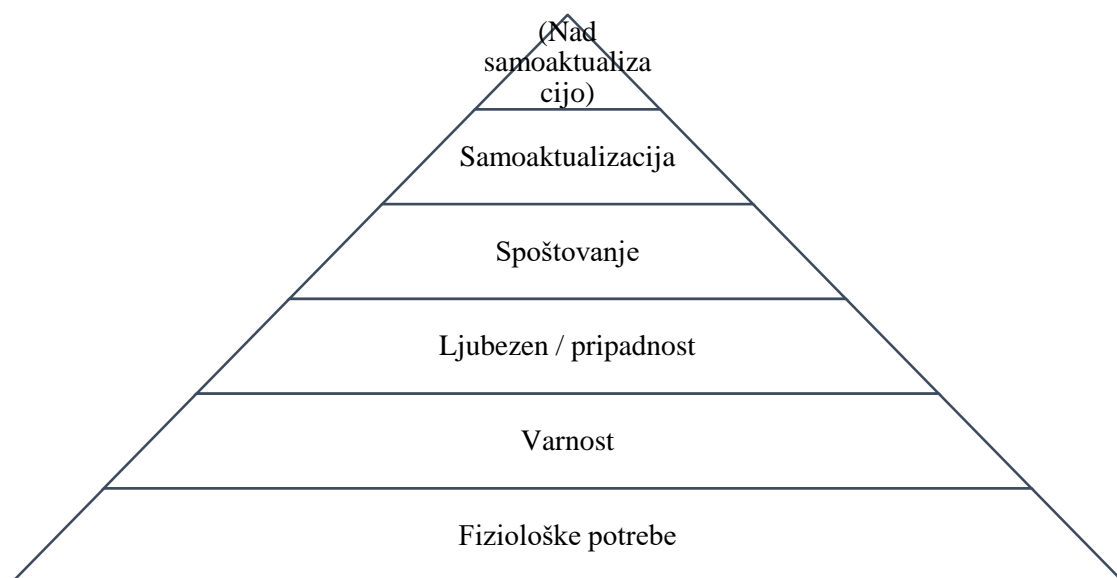 (Nad
samoaktualiza
cijo)
Samoaktualizacija
Spoštovanje
Ljubezen / pripadnost
Varnost
Fiziološke potrebe